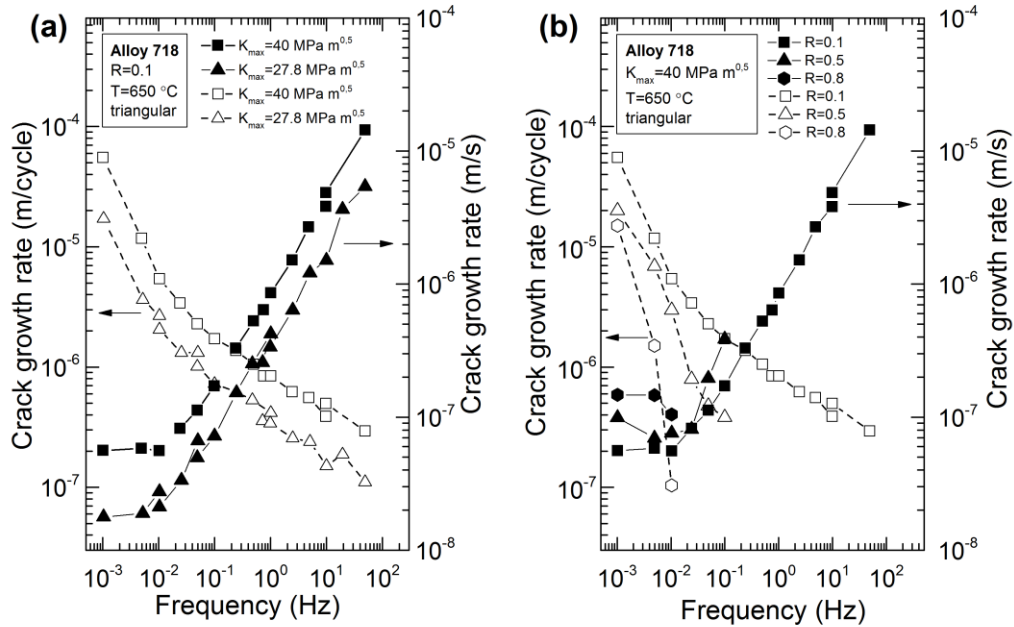 (a)
Alloy 718
R=0.1
T=650 °C
triangular
K_max=40 MPa m^0,5
K_max=27.8 MPa m^0,5
K_max=40 MPa m^0,5
K_max=27.8 MPa m^0,5
Crack growth rate (m/cycle)
10^-4
10^-5
10^-6
10^-7
10^-4
10^-5
10^-6
10^-7
10^-8
Crack growth rate (m/s)
10^-3 10^-2 10^-1 10^0 10^1 10^2
Frequency (Hz)
(b)
Alloy 718
K_max=40 MPa m^0,5
T=650 °C
triangular
R=0.1
R=0.5
R=0.8
R=0.1
R=0.5
R=0.8
Crack growth rate (m/cycle)
10^-4
10^-5
10^-6
10^-7
10^-4
10^-5
10^-6
10^-7
10^-8
Crack growth rate (m/s)
10^-3 10^-2 10^-1 10^0 10^1 10^2
Frequency (Hz)